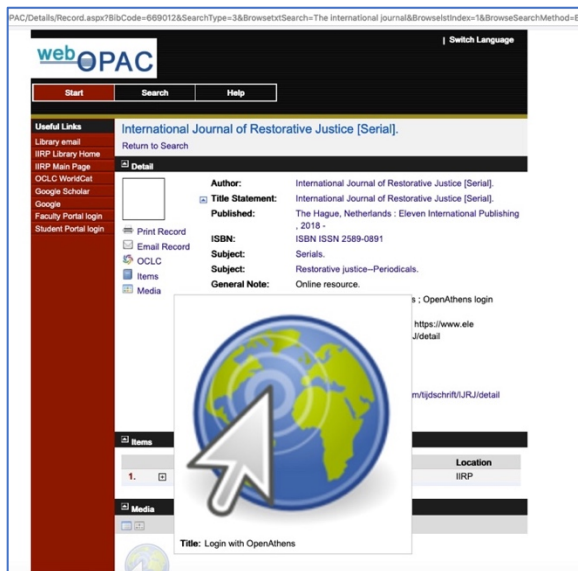 PAC/Details/Record.aspx?BibCode=669012&SearchType=3&BrowsetxtSearch=The international journal&BrowselstIndex=1&BrowseSearchMethod=B
| Switch Language
webOPAC
Start Search Help
Useful Links
Library email
IIRP Library Home
IIRP Main Page
OCLC WorldCat
Google Scholar
Google
Faculty Portal login
Student Portal login
International Journal of Restorative Justice [Serial].
Return to Search
Detail
Author: International Journal of Restorative Justice [Serial].
Title Statement: International Journal of Restorative Justice [Serial].
Published: The Hague, Netherlands : Eleven International Publishing
, 2018 -
ISBN: ISBN ISSN 2589-0891
Subject: Serials.
Subject: Restorative justice--Periodicals.
General Note: Online resource.
Print Record
Email Record
OCLC
Items
Media
s ; OpenAthens login
https://www.ele
J/detail
m/tijdschrift/IJRJ/detail
Items
Location
1. IIRP
Media
Title: Login with OpenAthens